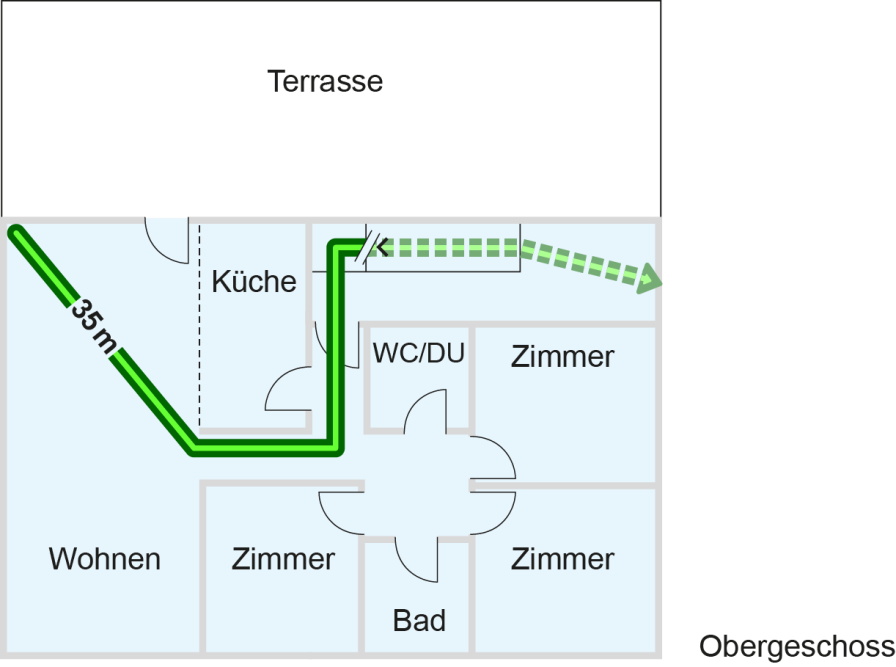 Terrasse
Küche
35 m
WC/DU
Zimmer
Wohnen
Zimmer
Zimmer
Bad
Obergeschoss